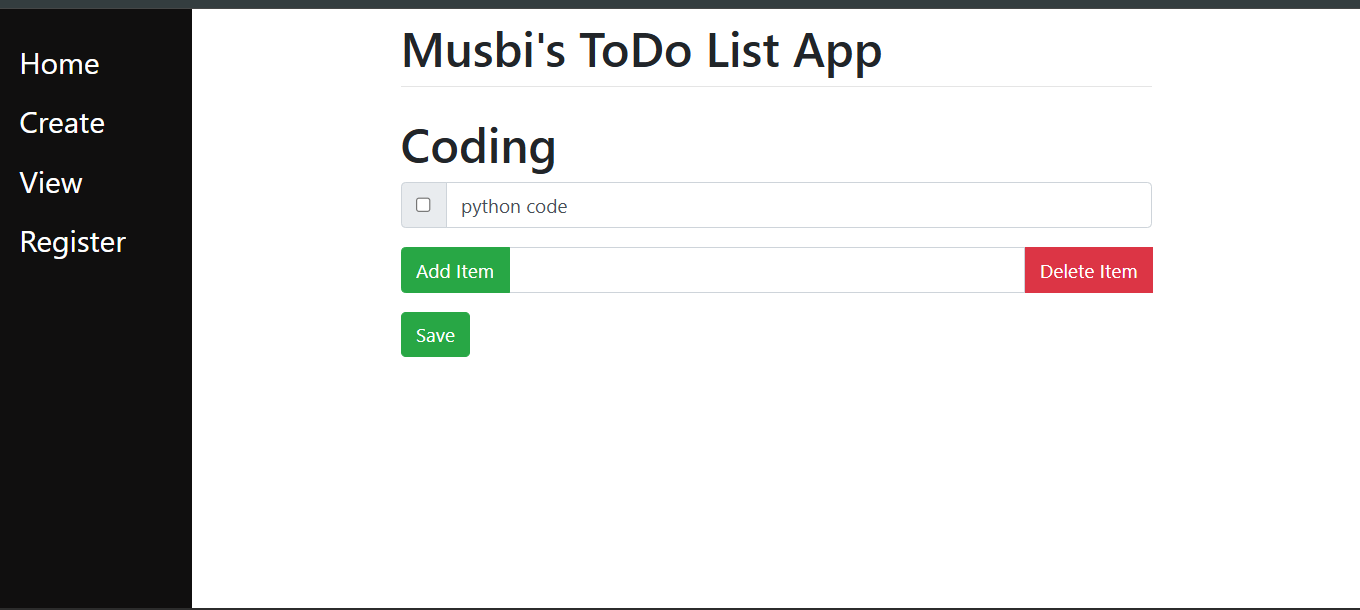 Home
Create
View
Register
Musbi's ToDo List App
Coding
python code
Add Item
Delete Item
Save